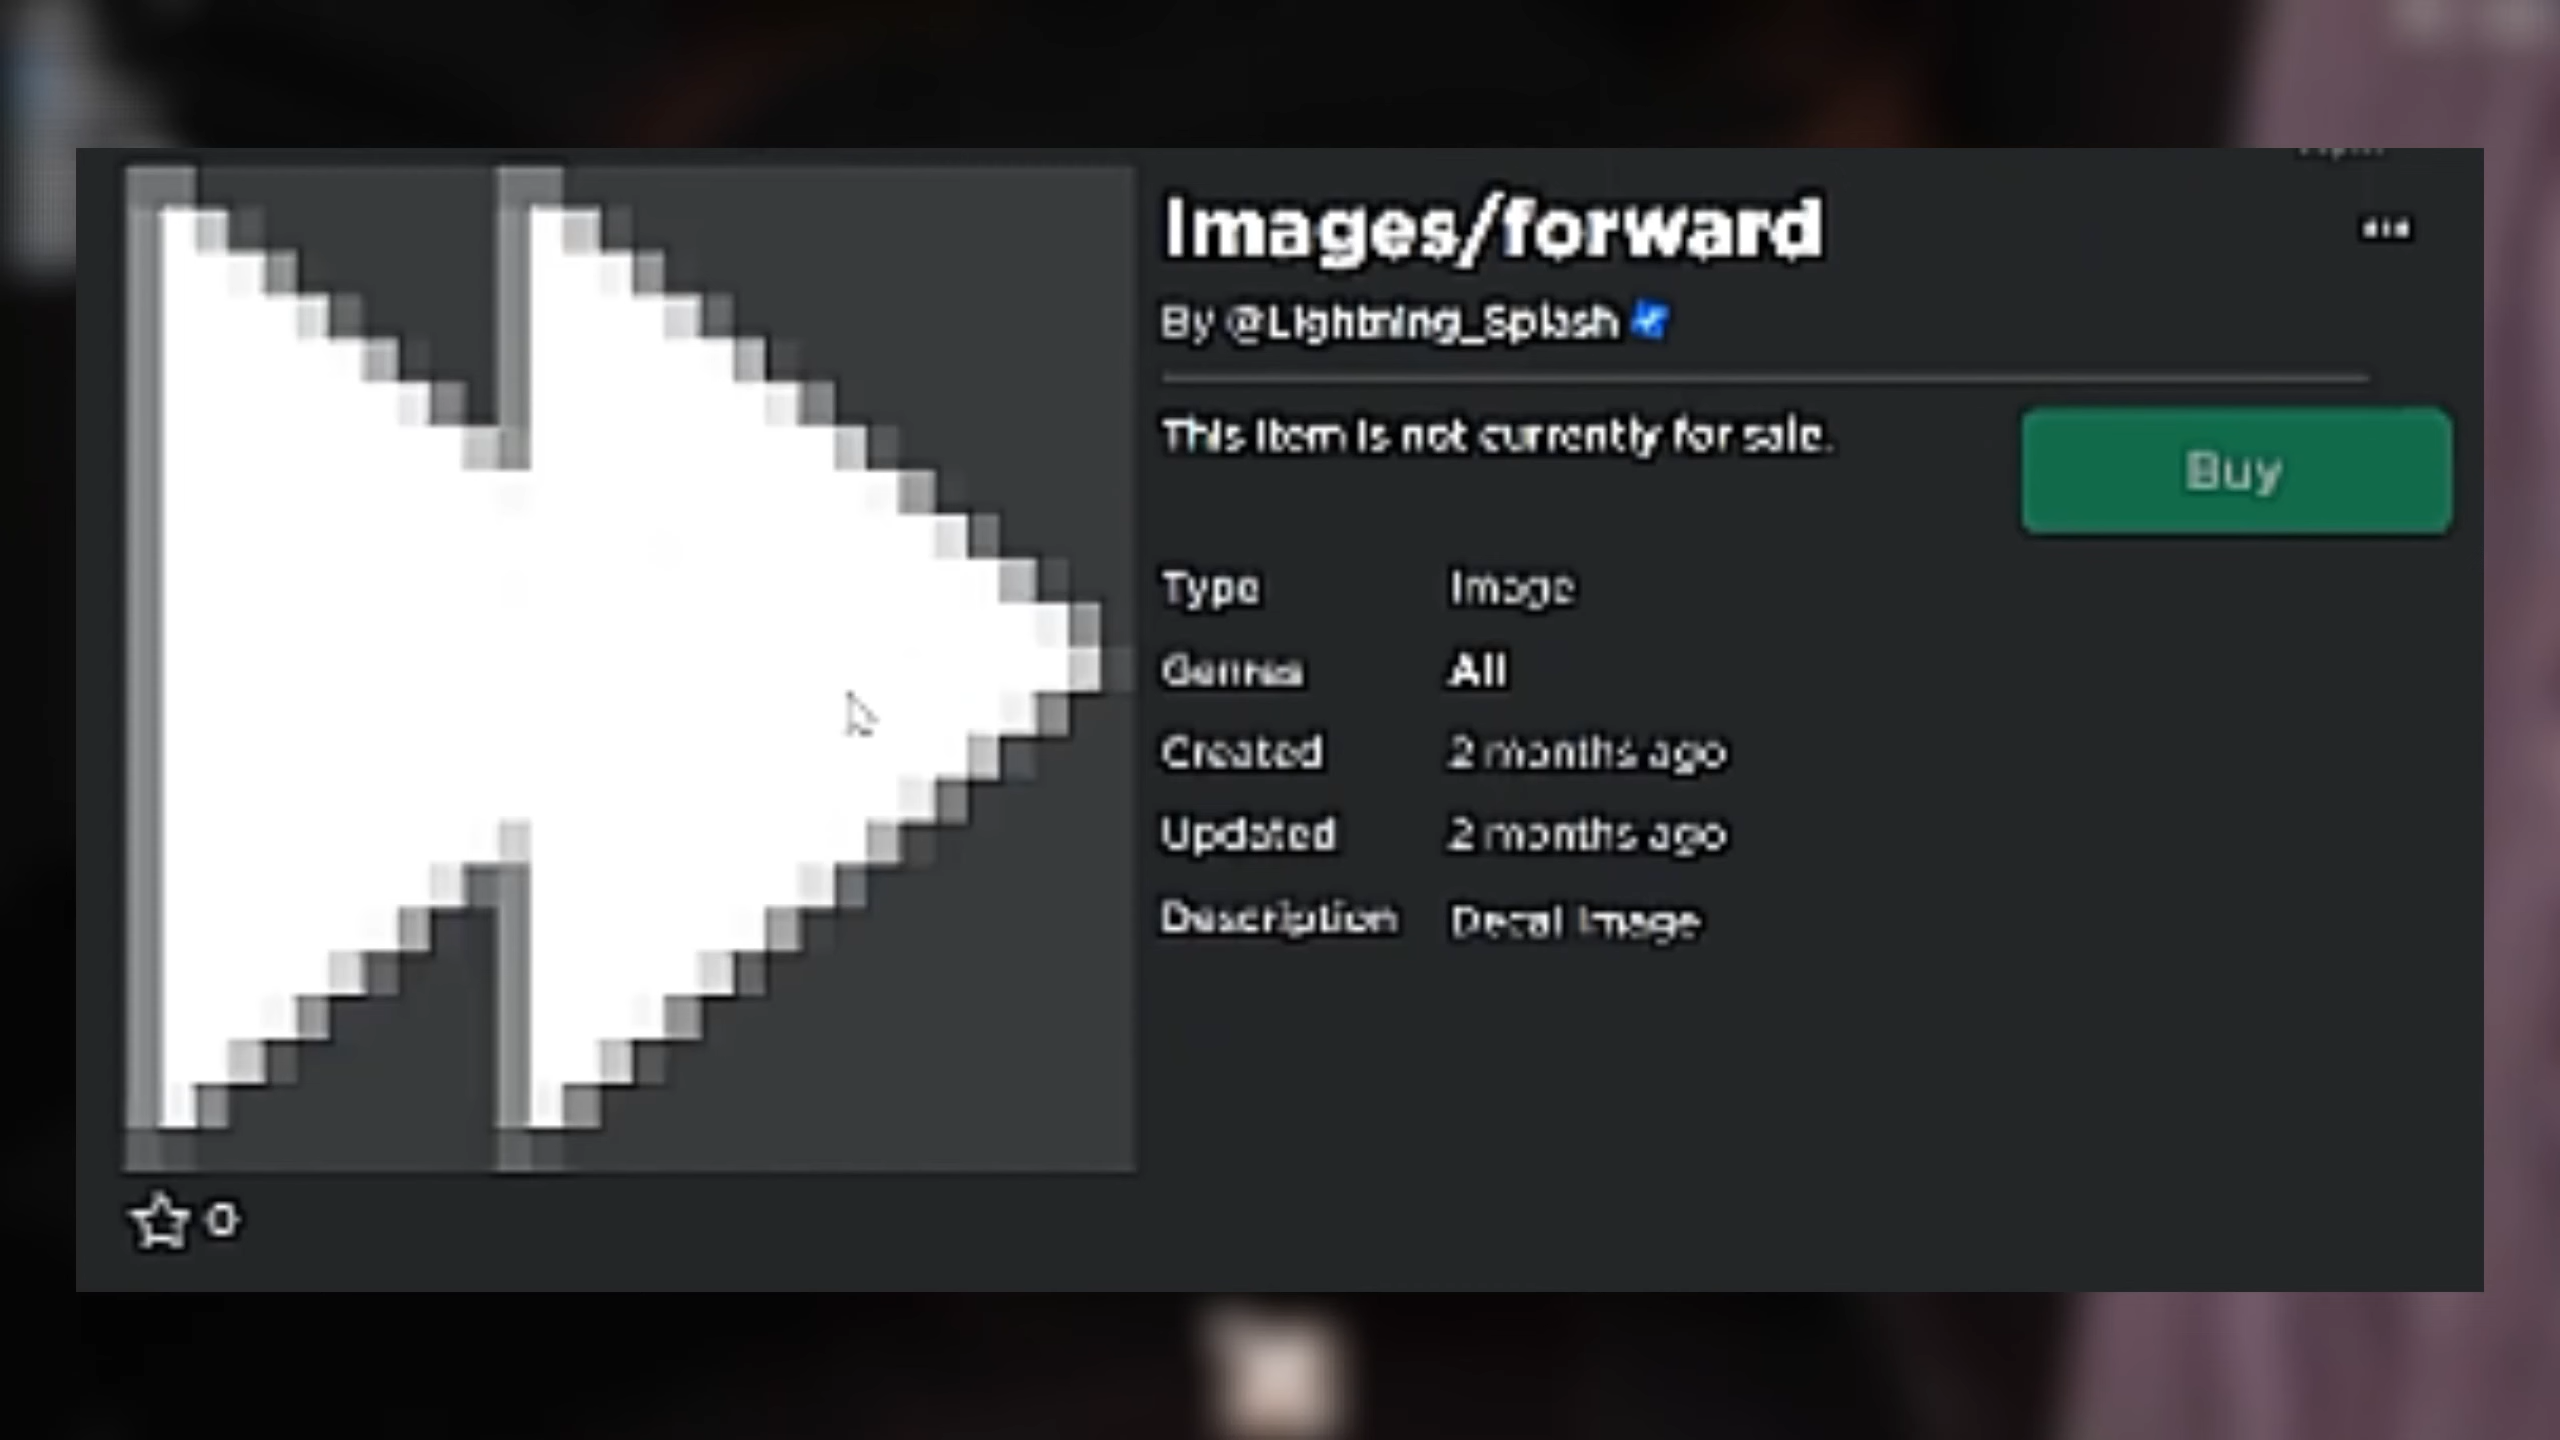 Images/forward
By @Lightning_Splash
This item is not currently for sale.
Buy
Type Image
Genres All
Created 2 months ago
Updated 2 months ago
Description Decal Image
0